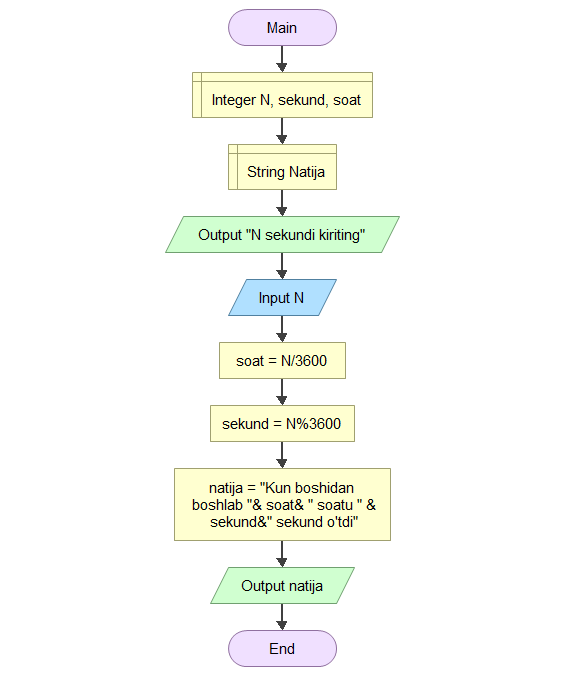 Main
Integer N, sekund, soat
String Natija
Output "N sekundi kiriting"
Input N
soat = N/3600
sekund = N%3600
natija = "Kun boshidan
boshlab "& soat& " soatu " &
sekund&" sekund o'tdi"
Output natija
End